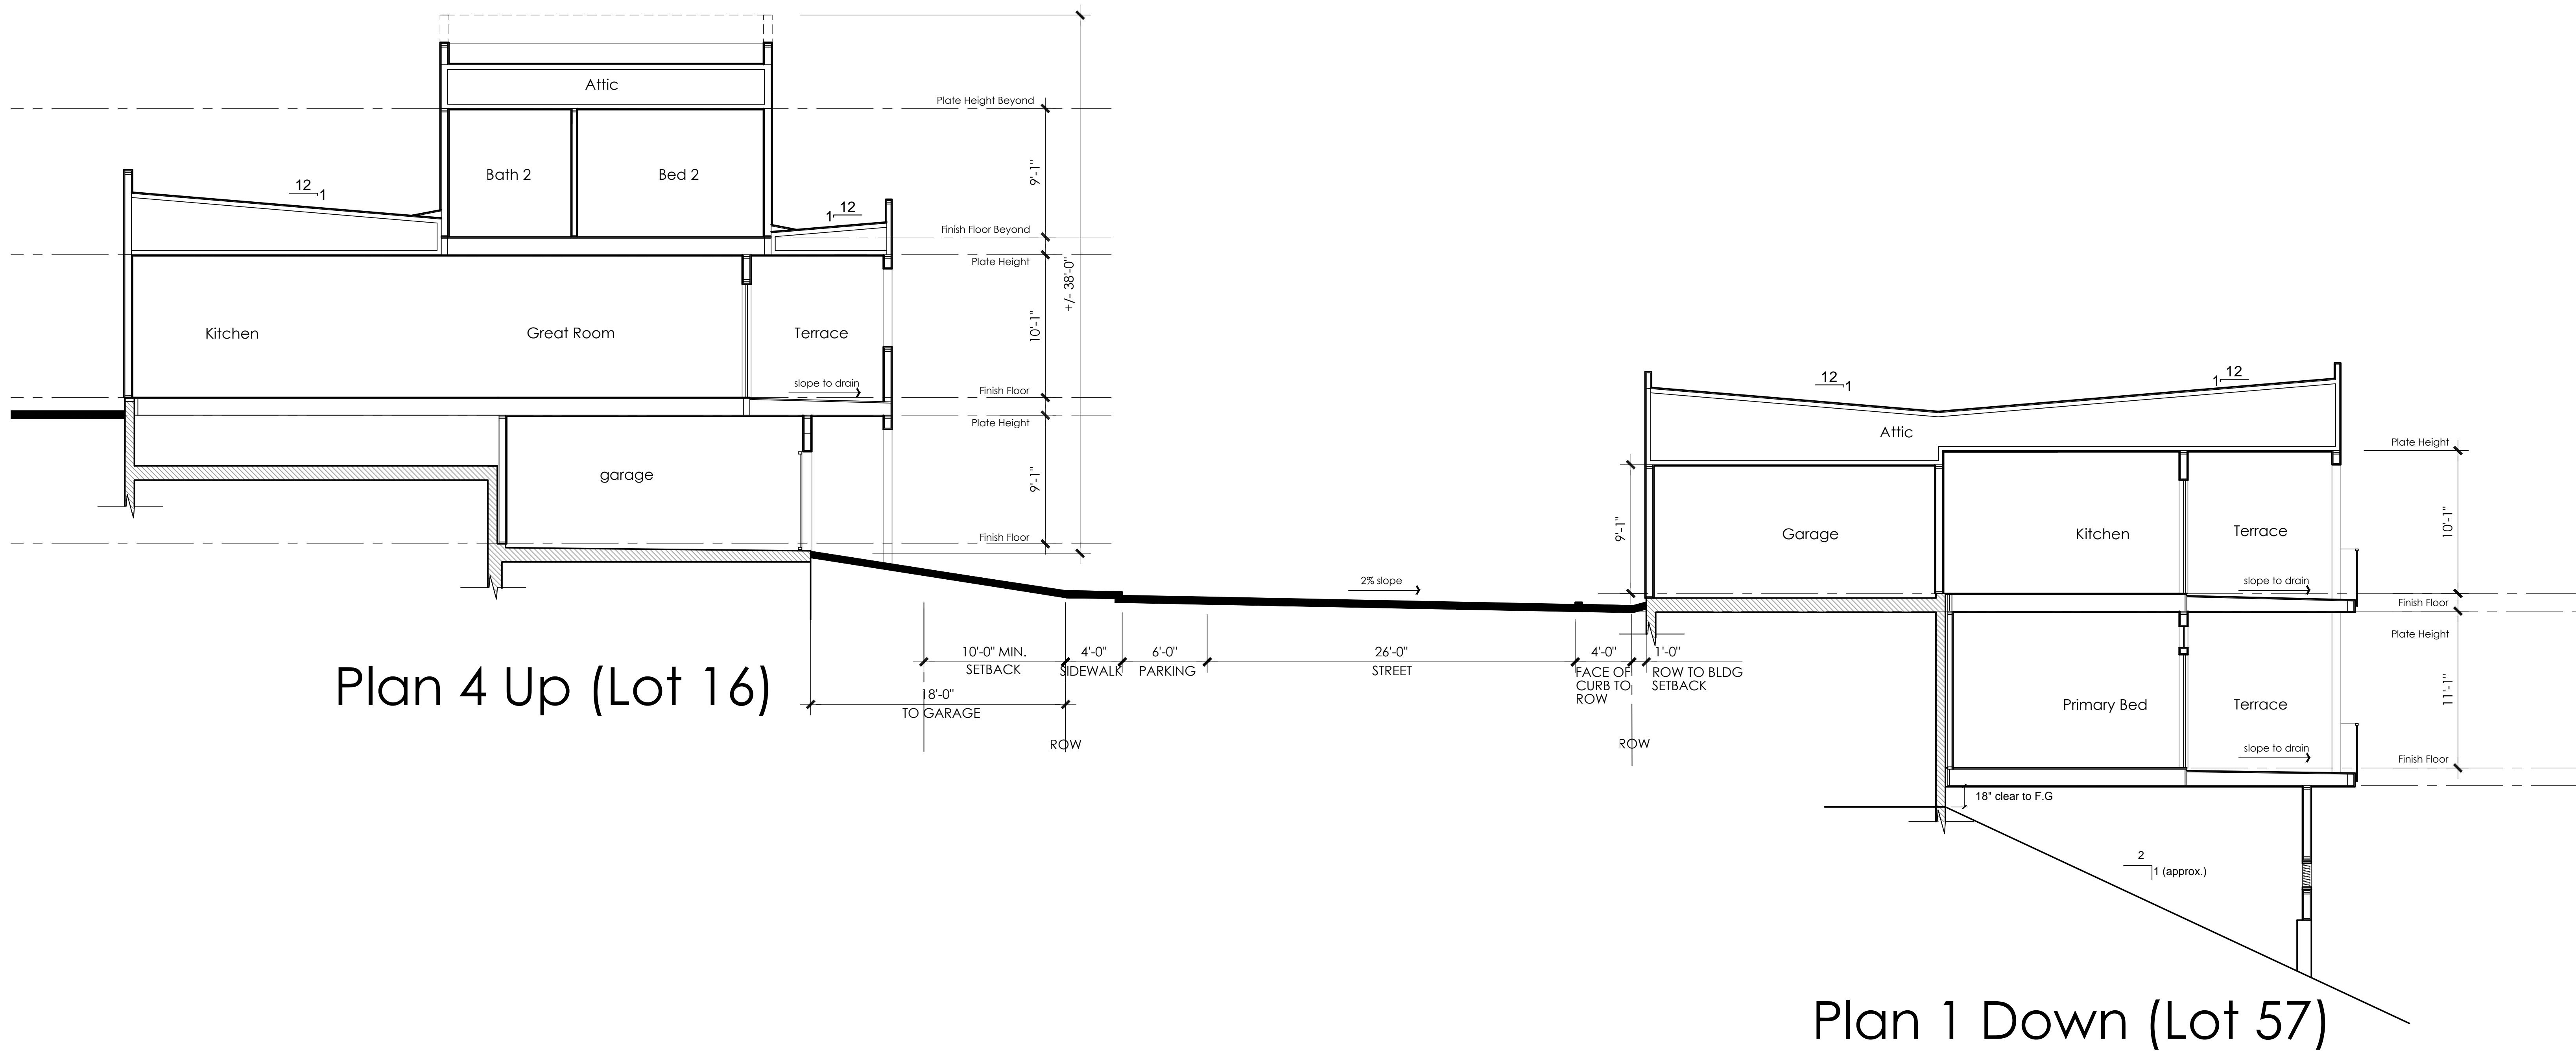 Attic
Plate Height Beyond
Bath 2
Bed 2
9'-1"
12
1
12
1
Finish Floor Beyond
Plate Height
+/- 38'-0"
Kitchen
Great Room
Terrace
10'-1"
slope to drain
Finish Floor
Plate Height
garage
9'-1"
Finish Floor
Plan 4 Up (Lot 16)
2% slope
10'-0" MIN.
SETBACK
4'-0"
SIDEWALK
6'-0"
PARKING
26'-0"
STREET
4'-0"
FACE OF
CURB TO
ROW
1'-0"
ROW TO BLDG
SETBACK
18'-0"
TO GARAGE
ROW
ROW
12
1
12
1
Attic
Plate Height
9'-1"
Garage
Kitchen
Terrace
10'-1"
slope to drain
Finish Floor
Plate Height
Primary Bed
Terrace
11'-1"
slope to drain
Finish Floor
18" clear to F.G
2
1 (approx.)
Plan 1 Down (Lot 57)